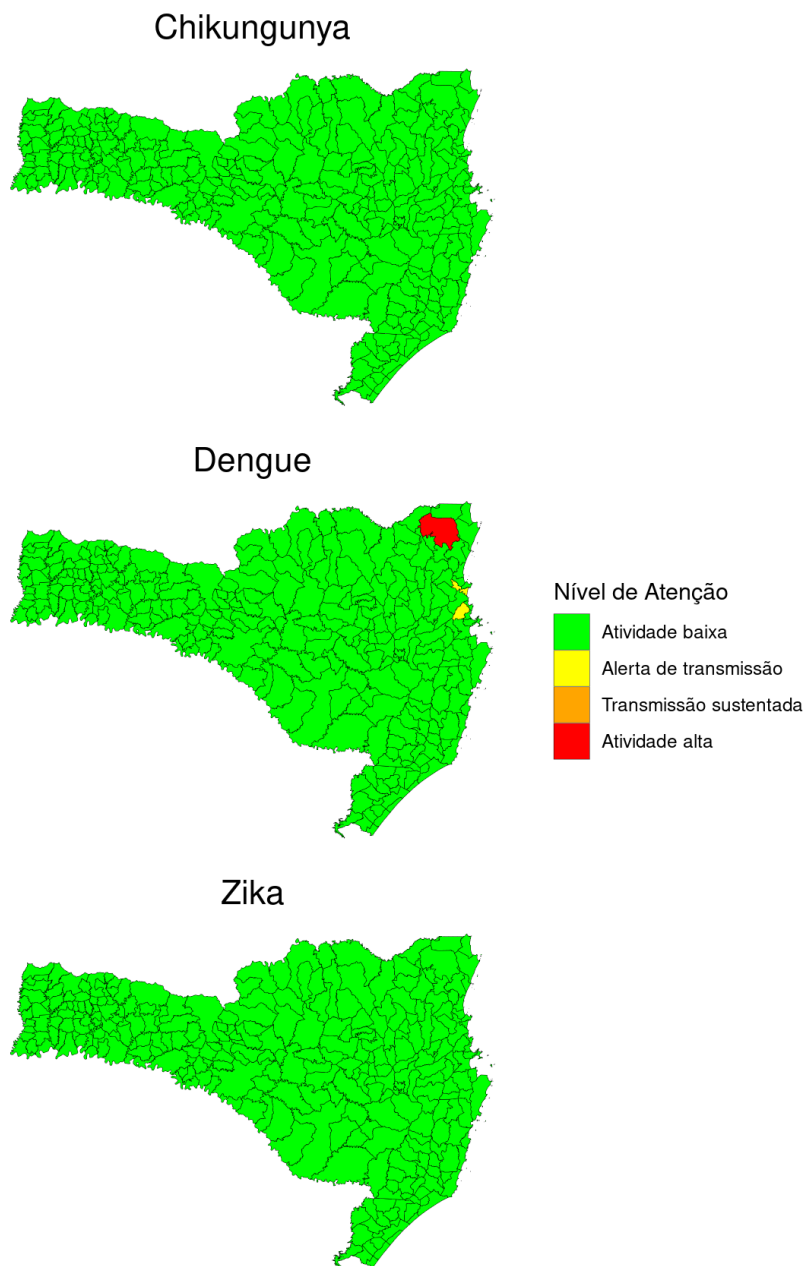 Chikungunya
Dengue
Nível de Atenção
Atividade baixa
Alerta de transmissão
Transmissão sustentada
Atividade alta
Zika